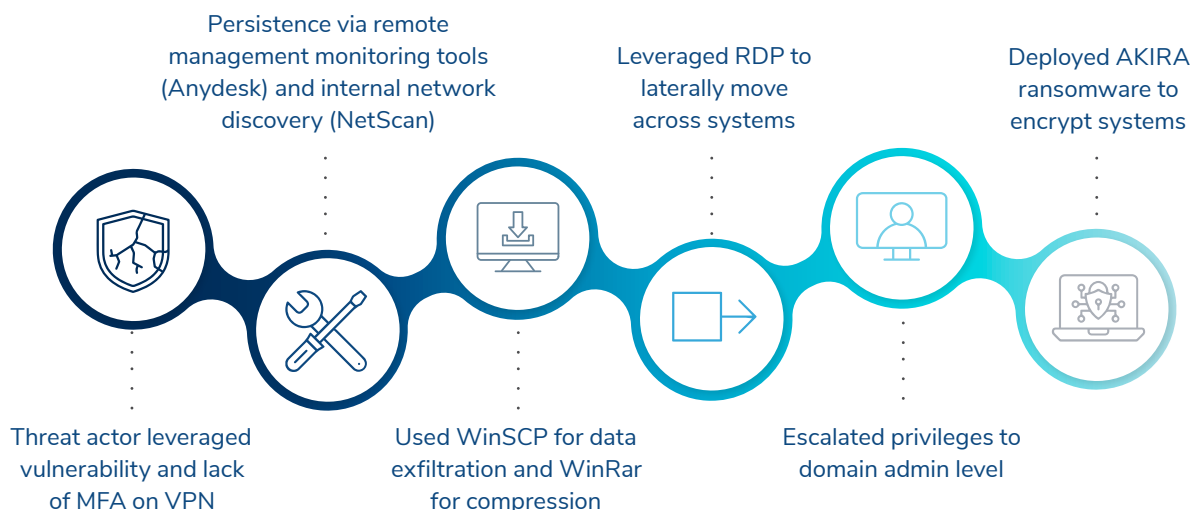 Threat actor leveraged
vulnerability and lack
of MFA on VPN
Persistence via remote
management monitoring tools
(Anydesk) and internal network
discovery (NetScan)
Used WinSCP for data
exfiltration and WinRar
for compression
Leveraged RDP to
laterally move
across systems
Escalated privileges to
domain admin level
Deployed AKIRA
ransomware to
encrypt systems